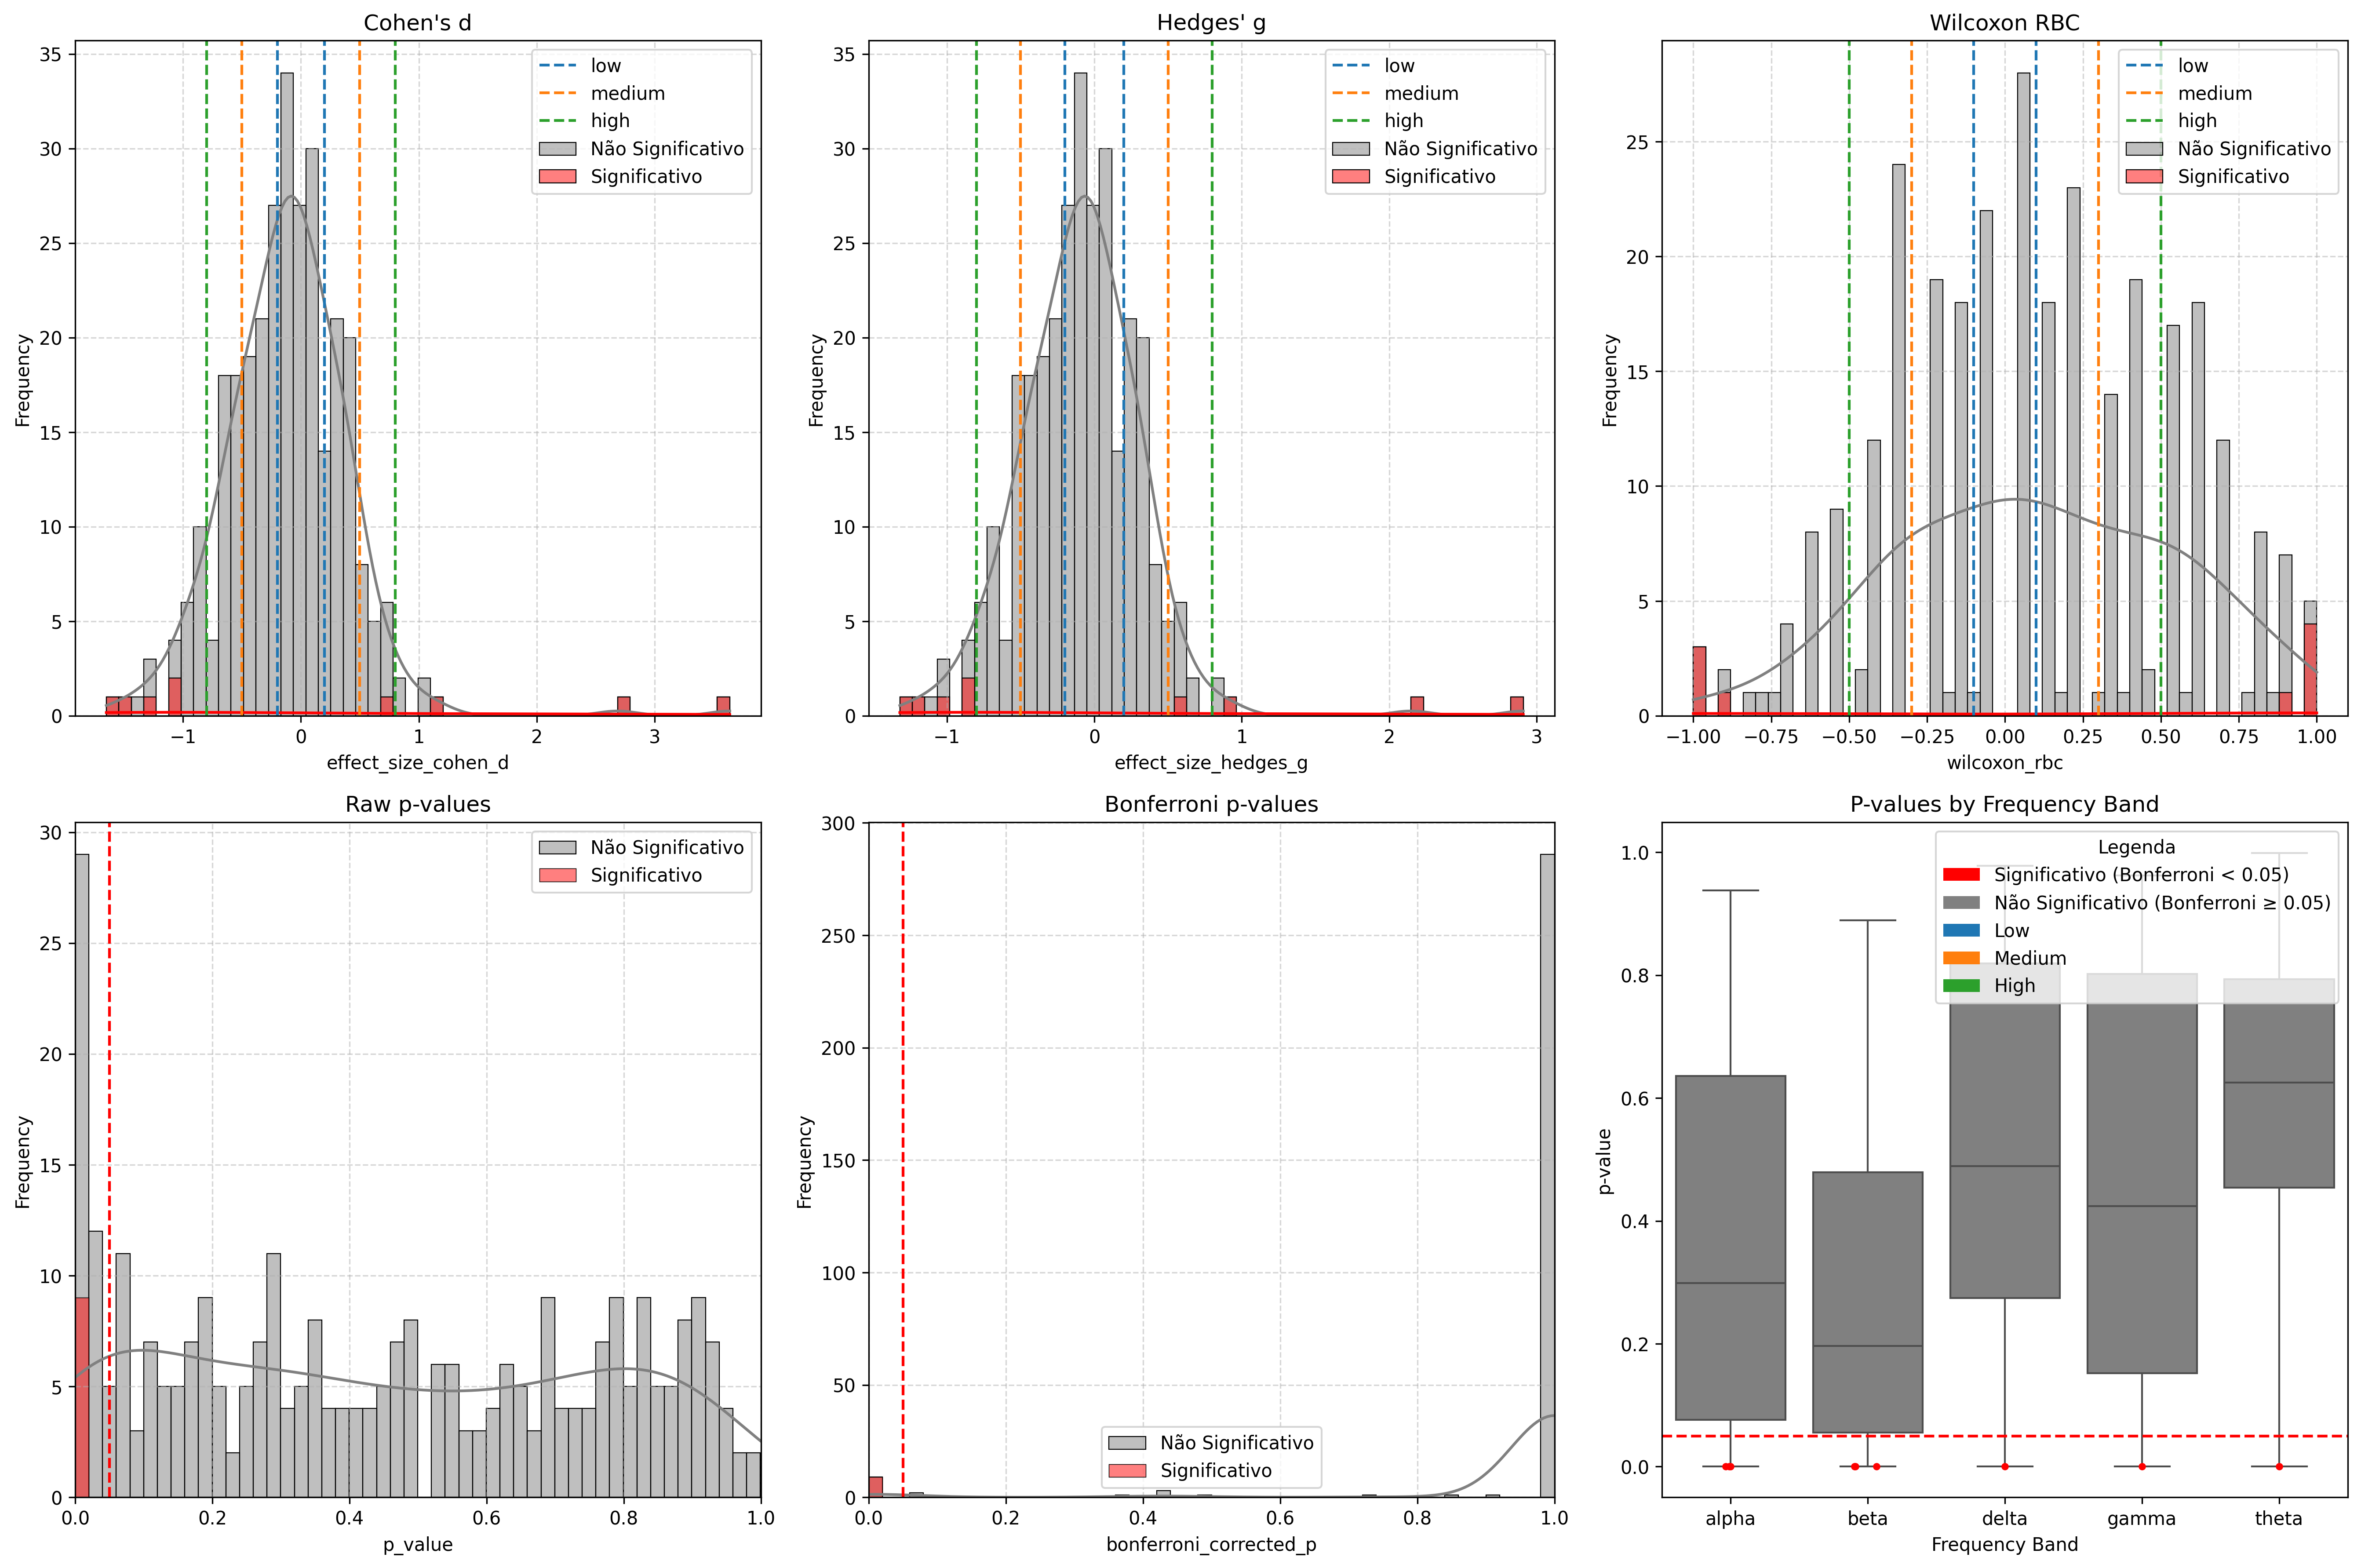 Cohen's d
Frequency
35
30
25
20
15
10
5
0
−1
0
1
2
3
effect_size_cohen_d
low
medium
high
Não Significativo
Significativo
Hedges' g
Frequency
35
30
25
20
15
10
5
0
−1
0
1
2
3
effect_size_hedges_g
low
medium
high
Não Significativo
Significativo
Wilcoxon RBC
Frequency
25
20
15
10
5
0
−1.00
−0.75
−0.50
−0.25
0.00
0.25
0.50
0.75
1.00
wilcoxon_rbc
low
medium
high
Não Significativo
Significativo
Raw p-values
Frequency
30
25
20
15
10
5
0
0.0
0.2
0.4
0.6
0.8
1.0
p_value
Não Significativo
Significativo
Bonferroni p-values
Frequency
300
250
200
150
100
50
0
0.0
0.2
0.4
0.6
0.8
1.0
bonferroni_corrected_p
Não Significativo
Significativo
P-values by Frequency Band
p-value
1.0
0.8
0.6
0.4
0.2
0.0
alpha
beta
delta
gamma
theta
Frequency Band
Legenda
Significativo (Bonferroni < 0.05)
Não Significativo (Bonferroni ≥ 0.05)
Low
Medium
High